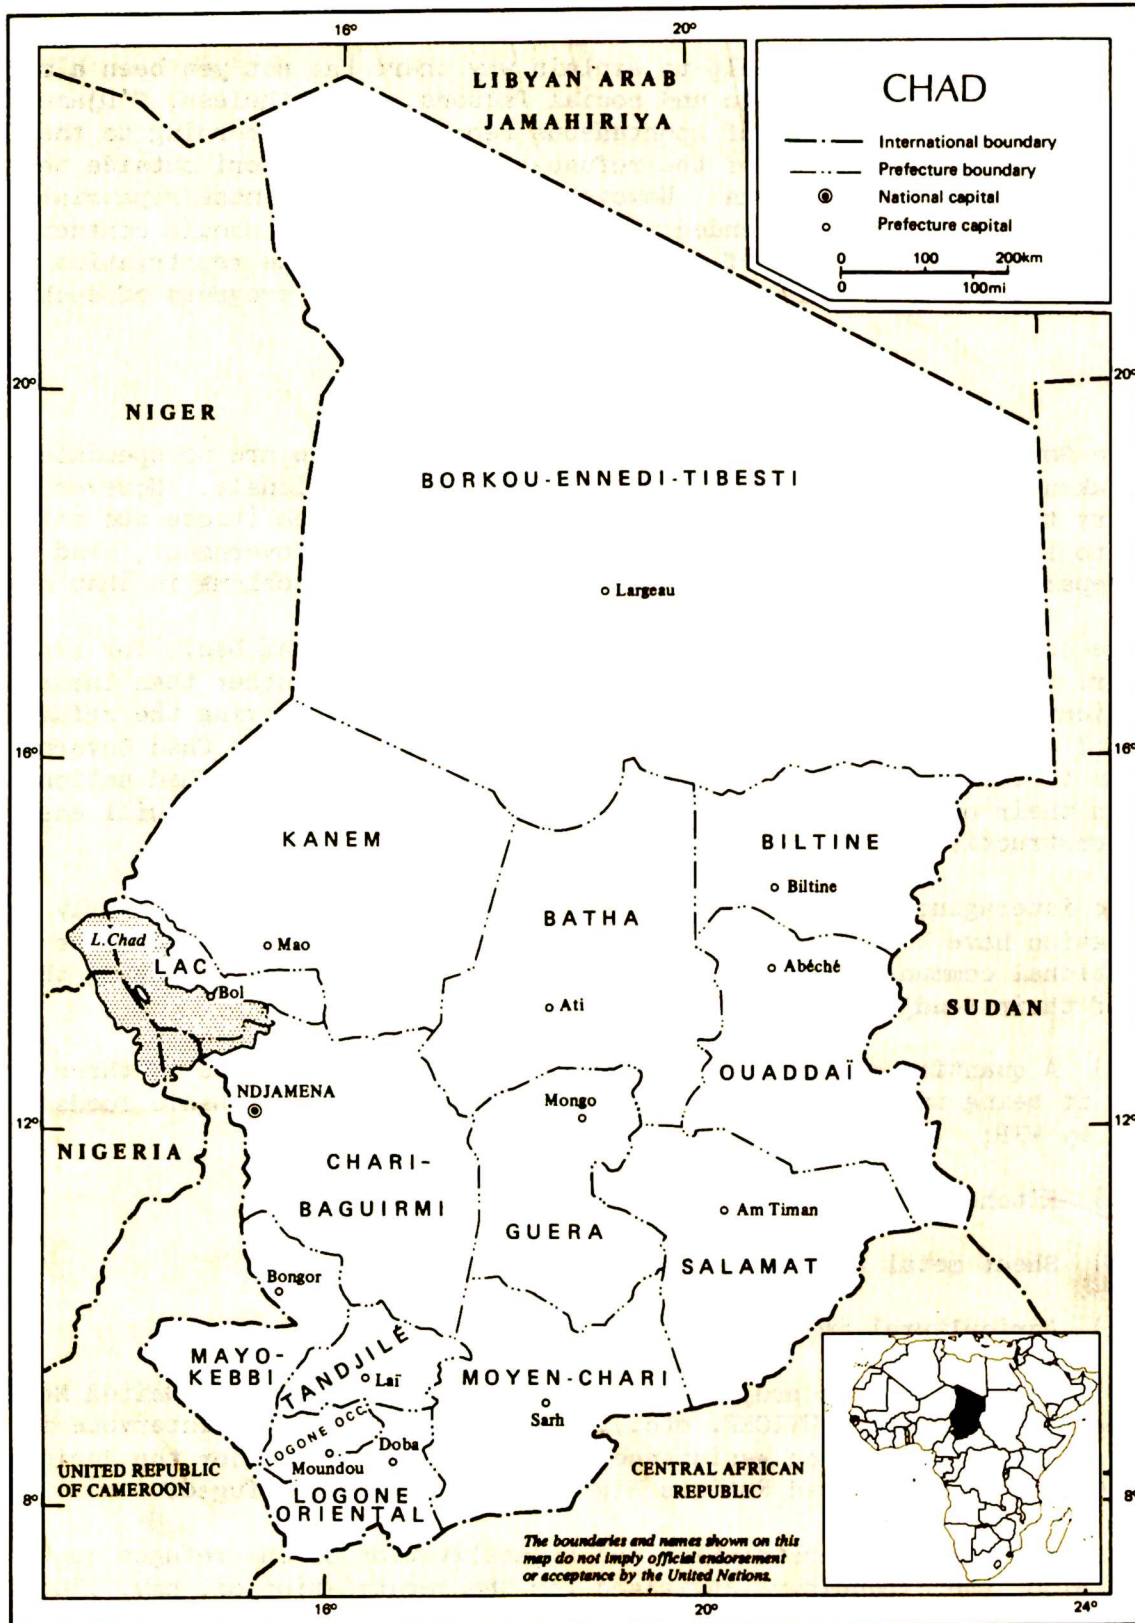 16°
20°
LIBYAN ARAB
JAMAHIRIYA
CHAD
International boundary
Prefecture boundary
National capital
Prefecture capital
0 100 200km
0 100mi
20°
20°
NIGER
BORKOU-ENNEDI-TIBESTI
Largeau
16°
16°
KANEM
BILTINE
Biltine
BATHA
L.Chad
LAC
Mao
Abéché
Bol
Ati
SUDAN
OUADDAÏ
NDJAMENA
Mongo
12°
12°
NIGERIA
CHARI-
BAGUIRMI
Am Timan
GUERA
SALAMAT
Bongor
MAYO-
KEBBI
TANDJILÉ
Laï
MOYEN-CHARI
Sarh
LOGONE OCC.
Doba
Moundou
UNITED REPUBLIC
OF CAMEROON
CENTRAL AFRICAN
REPUBLIC
LOGONE
ORIENTAL
8°
8°
The boundaries and names shown on this
map do not imply official endorsement
or acceptance by the United Nations.
16°
20°
24°